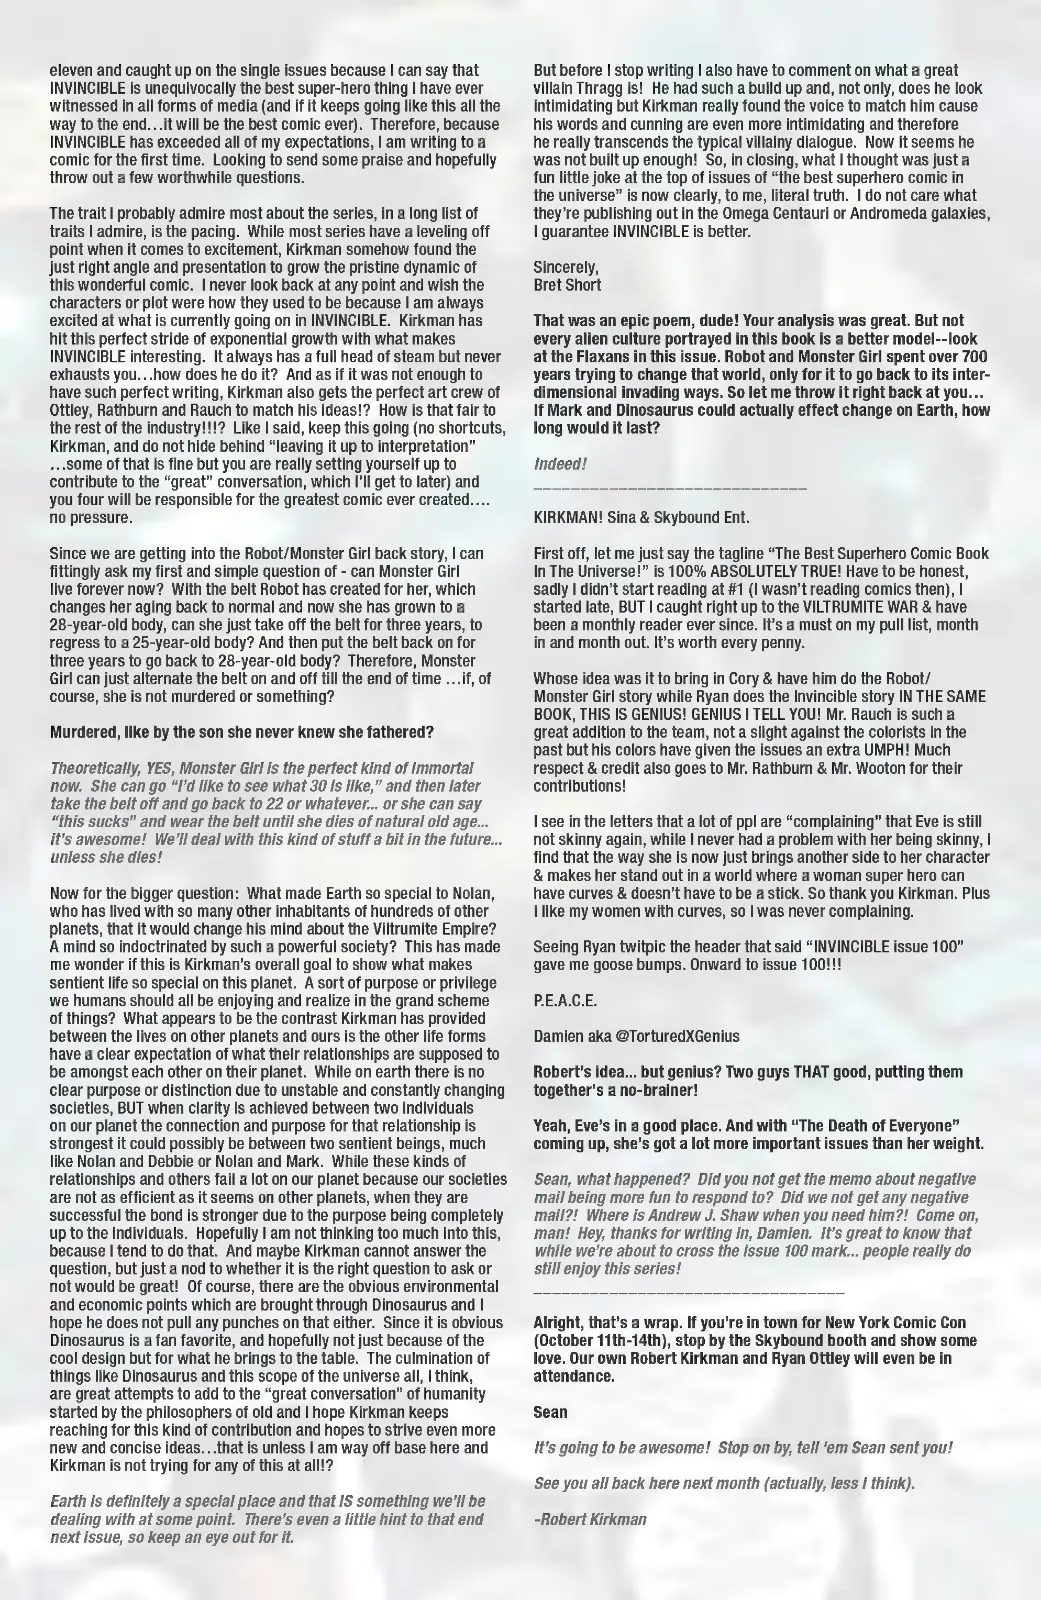 eleven and caught up on the single issues because I can say that
INVINCIBLE is unequivocally the best super-hero thing I have ever
witnessed in all forms of media (and if it keeps going like this all the
way to the end…it will be the best comic ever).  Therefore, because
INVINCIBLE has exceeded all of my expectations, I am writing to a
comic for the first time.  Looking to send some praise and hopefully
throw out a few worthwhile questions.

The trait I probably admire most about the series, in a long list of
traits I admire, is the pacing.  While most series have a leveling off
point when it comes to excitement, Kirkman somehow found the
just right angle and presentation to grow the pristine dynamic of
this wonderful comic.  I never look back at any point and wish the
characters or plot were how they used to be because I am always
excited at what is currently going on in INVINCIBLE.  Kirkman has
hit this perfect stride of exponential growth with what makes
INVINCIBLE interesting.  It always has a full head of steam but never
exhausts you…how does he do it?  And as if it was not enough to
have such perfect writing, Kirkman also gets the perfect art crew of
Ottley, Rathburn and Rauch to match his ideas!?  How is that fair to
the rest of the industry!!!?  Like I said, keep this going (no shortcuts,
Kirkman, and do not hide behind “leaving it up to interpretation”
…some of that is fine but you are really setting yourself up to
contribute to the “great” conversation, which I’ll get to later) and
you four will be responsible for the greatest comic ever created….
no pressure.

Since we are getting into the Robot/Monster Girl back story, I can
fittingly ask my first and simple question of - can Monster Girl
live forever now?  With the belt Robot has created for her, which
changes her aging back to normal and now she has grown to a
28-year-old body, can she just take off the belt for three years, to
regress to a 25-year-old body? And then put the belt back on for
three years to go back to 28-year-old body?  Therefore, Monster
Girl can just alternate the belt on and off till the end of time …if, of
course, she is not murdered or something?

Murdered, like by the son she never knew she fathered?

Theoretically, YES, Monster Girl is the perfect kind of immortal
now.  She can go “I’d like to see what 30 is like,” and then later
take the belt off and go back to 22 or whatever... or she can say
“this sucks” and wear the belt until she dies of natural old age...
it’s awesome!  We’ll deal with this kind of stuff a bit in the future...
unless she dies!

Now for the bigger question:  What made Earth so special to Nolan,
who has lived with so many other inhabitants of hundreds of other
planets, that it would change his mind about the Viltrumite Empire?
A mind so indoctrinated by such a powerful society?  This has made
me wonder if this is Kirkman’s overall goal to show what makes
sentient life so special on this planet.  A sort of purpose or privilege
we humans should all be enjoying and realize in the grand scheme
of things?  What appears to be the contrast Kirkman has provided
between the lives on other planets and ours is the other life forms
have a clear expectation of what their relationships are supposed to
be amongst each other on their planet.  While on earth there is no
clear purpose or distinction due to unstable and constantly changing
societies, BUT when clarity is achieved between two individuals
on our planet the connection and purpose for that relationship is
strongest it could possibly be between two sentient beings, much
like Nolan and Debbie or Nolan and Mark.  While these kinds of
relationships and others fail a lot on our planet because our societies
are not as efficient as it seems on other planets, when they are
successful the bond is stronger due to the purpose being completely
up to the individuals.  Hopefully I am not thinking too much into this,
because I tend to do that.  And maybe Kirkman cannot answer the
question, but just a nod to whether it is the right question to ask or
not would be great!  Of course, there are the obvious environmental
and economic points which are brought through Dinosaurus and I
hope he does not pull any punches on that either.  Since it is obvious
Dinosaurus is a fan favorite, and hopefully not just because of the
cool design but for what he brings to the table.  The culmination of
things like Dinosaurus and this scope of the universe all, I think,
are great attempts to add to the “great conversation” of humanity
started by the philosophers of old and I hope Kirkman keeps
reaching for this kind of contribution and hopes to strive even more
new and concise ideas…that is unless I am way off base here and
Kirkman is not trying for any of this at all!?

Earth is definitely a special place and that IS something we’ll be
dealing with at some point.  There’s even a little hint to that end
next issue, so keep an eye out for it.

But before I stop writing I also have to comment on what a great
villain Thragg is!  He had such a build up and, not only, does he look
intimidating but Kirkman really found the voice to match him cause
his words and cunning are even more intimidating and therefore
he really transcends the typical villainy dialogue.  Now it seems he
was not built up enough!  So, in closing, what I thought was just a
fun little joke at the top of issues of “the best superhero comic in
the universe” is now clearly, to me, literal truth.  I do not care what
they’re publishing out in the Omega Centauri or Andromeda galaxies,
I guarantee INVINCIBLE is better.

Sincerely,
Bret Short

That was an epic poem, dude! Your analysis was great. But not
every alien culture portrayed in this book is a better model--look
at the Flaxans in this issue. Robot and Monster Girl spent over 700
years trying to change that world, only for it to go back to its inter-
dimensional invading ways. So let me throw it right back at you…
If Mark and Dinosaurus could actually effect change on Earth, how
long would it last?

Indeed!
_____________________________

KIRKMAN! Sina & Skybound Ent.

First off, let me just say the tagline “The Best Superhero Comic Book
In The Universe!” is 100% ABSOLUTELY TRUE! Have to be honest,
sadly I didn’t start reading at #1 (I wasn’t reading comics then), I
started late, BUT I caught right up to the VILTRUMITE WAR & have
been a monthly reader ever since. It’s a must on my pull list, month
in and month out. It’s worth every penny.

Whose idea was it to bring in Cory & have him do the Robot/
Monster Girl story while Ryan does the Invincible story IN THE SAME
BOOK, THIS IS GENIUS! GENIUS I TELL YOU! Mr. Rauch is such a
great addition to the team, not a slight against the colorists in the
past but his colors have given the issues an extra UMPH! Much
respect & credit also goes to Mr. Rathburn & Mr. Wooton for their
contributions!

I see in the letters that a lot of ppl are “complaining” that Eve is still
not skinny again, while I never had a problem with her being skinny, I
find that the way she is now just brings another side to her character
& makes her stand out in a world where a woman super hero can
have curves & doesn’t have to be a stick. So thank you Kirkman. Plus
I like my women with curves, so I was never complaining.

Seeing Ryan twitpic the header that said “INVINCIBLE issue 100”
gave me goose bumps. Onward to issue 100!!!

P.E.A.C.E.

Damien aka @TorturedXGenius

Robert’s idea... but genius? Two guys THAT good, putting them
together's a no-brainer!

Yeah, Eve’s in a good place. And with “The Death of Everyone”
coming up, she’s got a lot more important issues than her weight.

Sean, what happened?  Did you not get the memo about negative
mail being more fun to respond to?  Did we not get any negative
mail?!  Where is Andrew J. Shaw when you need him?!  Come on,
man!  Hey, thanks for writing in, Damien.  It’s great to know that
while we’re about to cross the issue 100 mark... people really do
still enjoy this series!
_________________________________

Alright, that’s a wrap. If you’re in town for New York Comic Con
(October 11th-14th), stop by the Skybound booth and show some
love. Our own Robert Kirkman and Ryan Ottley will even be in
attendance.

Sean

It’s going to be awesome!  Stop on by, tell ‘em Sean sent you!

See you all back here next month (actually, less I think).

-Robert Kirkman